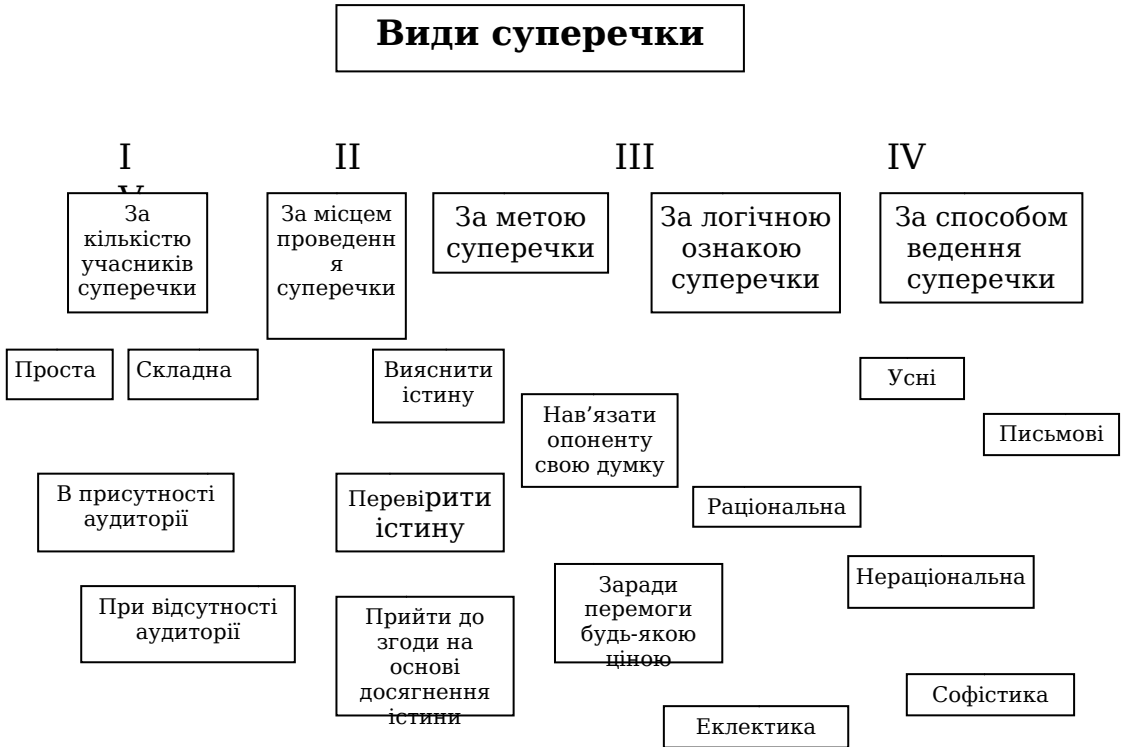 Види суперечки
I II III IV
V
За
кількістю
учасників
суперечки
За місцем
проведенн
я
суперечки
За метою
суперечки
За логічною
ознакою
суперечки
За способом
ведення
суперечки
Проста
Складна
Вияснити
істину
Нав’язати
опоненту
свою думку
Усні
Письмові
В присутності
аудиторії
Перевірити
істину
Раціональна
Нераціональна
При відсутності
аудиторії
Прийти до
згоди на
основі
досягнення
істини
Заради
перемоги
будь-якою
ціною
Софістика
Еклектика